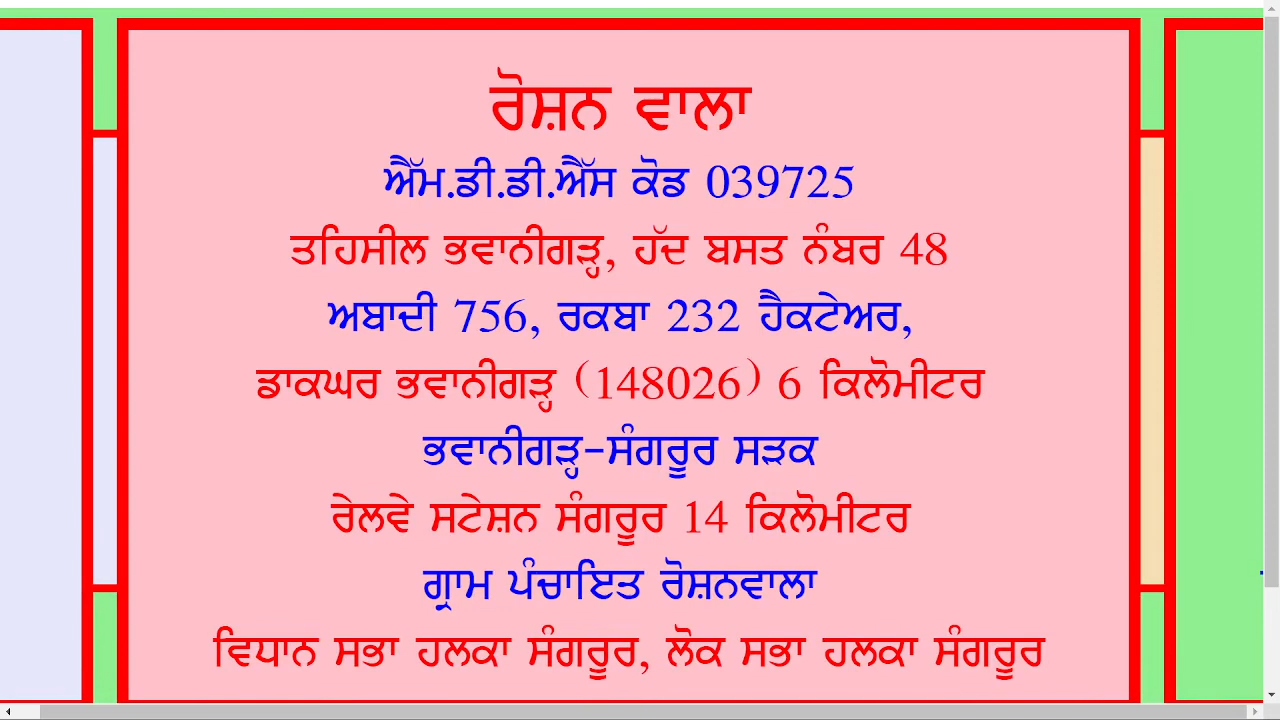 ਰੋਸ਼ਨ ਵਾਲਾ
ਐੱਮ.ਡੀ.ਡੀ.ਐੱਸ ਕੋਡ 039725
ਤਹਿਸੀਲ ਭਵਾਨੀਗੜ੍ਹ, ਹੱਦ ਬਸਤ ਨੰਬਰ 48
ਅਬਾਦੀ 756, ਰਕਬਾ 232 ਹੈਕਟੇਅਰ,
ਡਾਕਘਰ ਭਵਾਨੀਗੜ੍ਹ (148026) 6 ਕਿਲੋਮੀਟਰ
ਭਵਾਨੀਗੜ੍ਹ-ਸੰਗਰੂਰ ਸੜਕ
ਰੇਲਵੇ ਸਟੇਸ਼ਨ ਸੰਗਰੂਰ 14 ਕਿਲੋਮੀਟਰ
ਗ੍ਰਾਮ ਪੰਚਾਇਤ ਰੋਸ਼ਨਵਾਲਾ
ਵਿਧਾਨ ਸਭਾ ਹਲਕਾ ਸੰਗਰੂਰ, ਲੋਕ ਸਭਾ ਹਲਕਾ ਸੰਗਰੂਰ